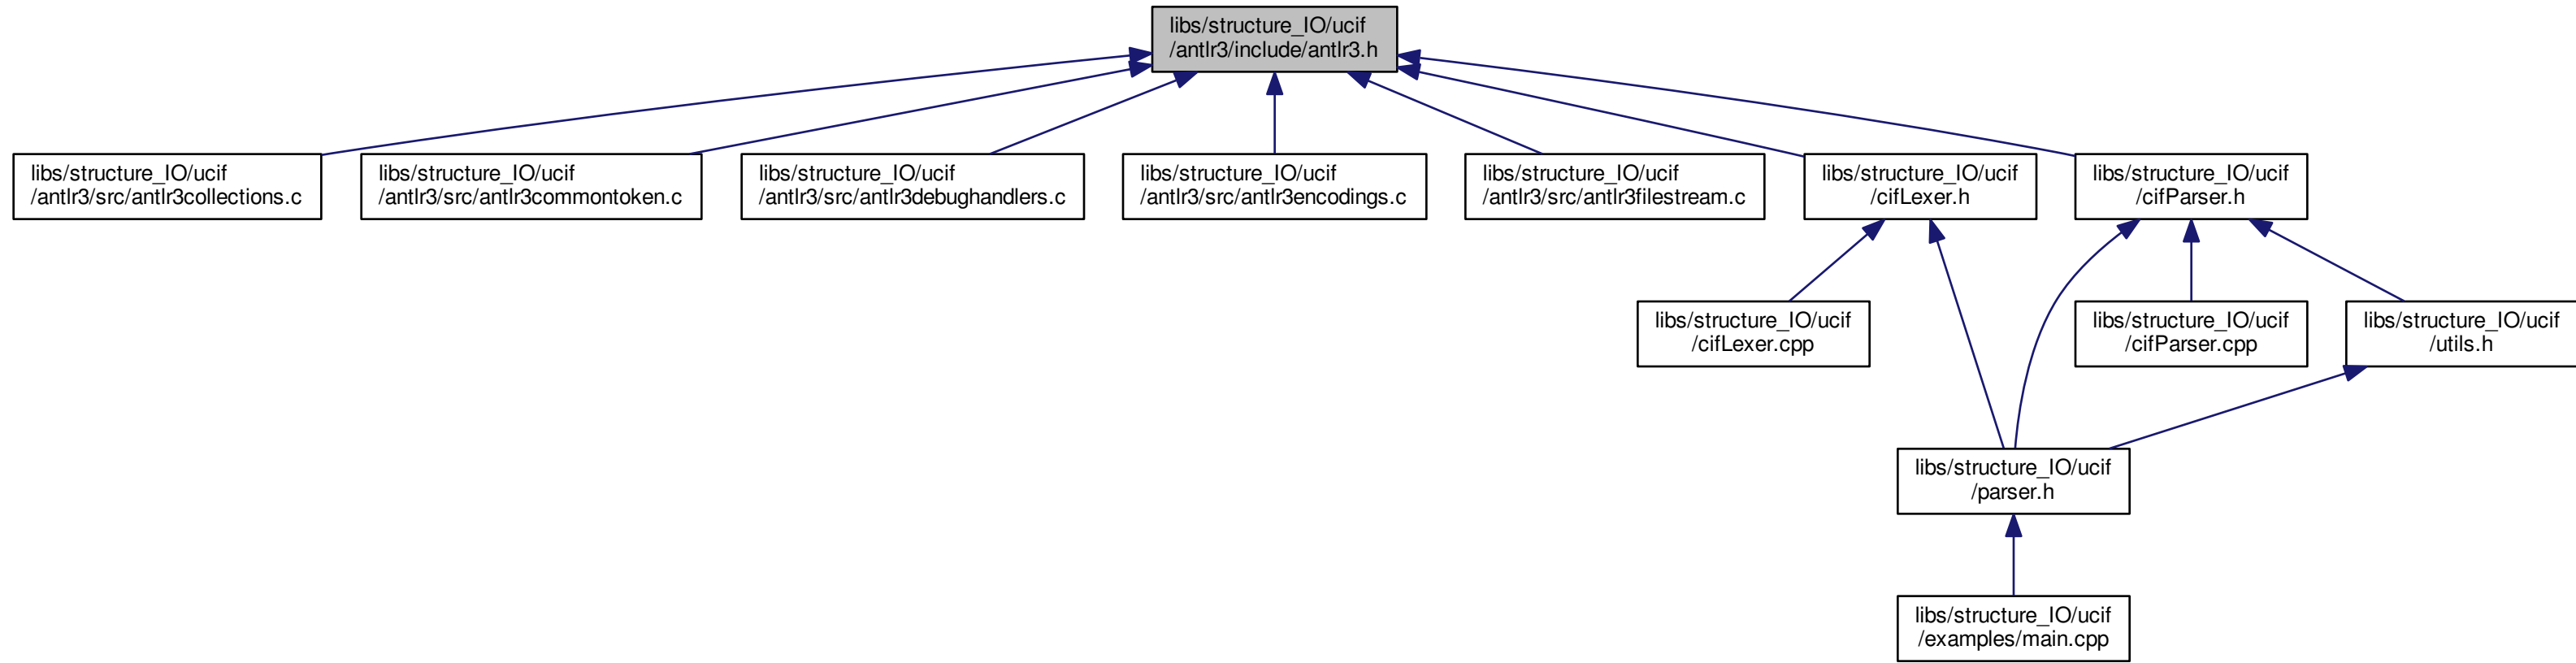 libs/structure_IO/ucif
/antlr3/include/antlr3.h
libs/structure_IO/ucif
/antlr3/src/antlr3collections.c
libs/structure_IO/ucif
/antlr3/src/antlr3commontoken.c
libs/structure_IO/ucif
/antlr3/src/antlr3debughandlers.c
libs/structure_IO/ucif
/antlr3/src/antlr3encodings.c
libs/structure_IO/ucif
/antlr3/src/antlr3filestream.c
libs/structure_IO/ucif
/cifLexer.h
libs/structure_IO/ucif
/cifParser.h
libs/structure_IO/ucif
/cifLexer.cpp
libs/structure_IO/ucif
/cifParser.cpp
libs/structure_IO/ucif
/utils.h
libs/structure_IO/ucif
/parser.h
libs/structure_IO/ucif
/examples/main.cpp